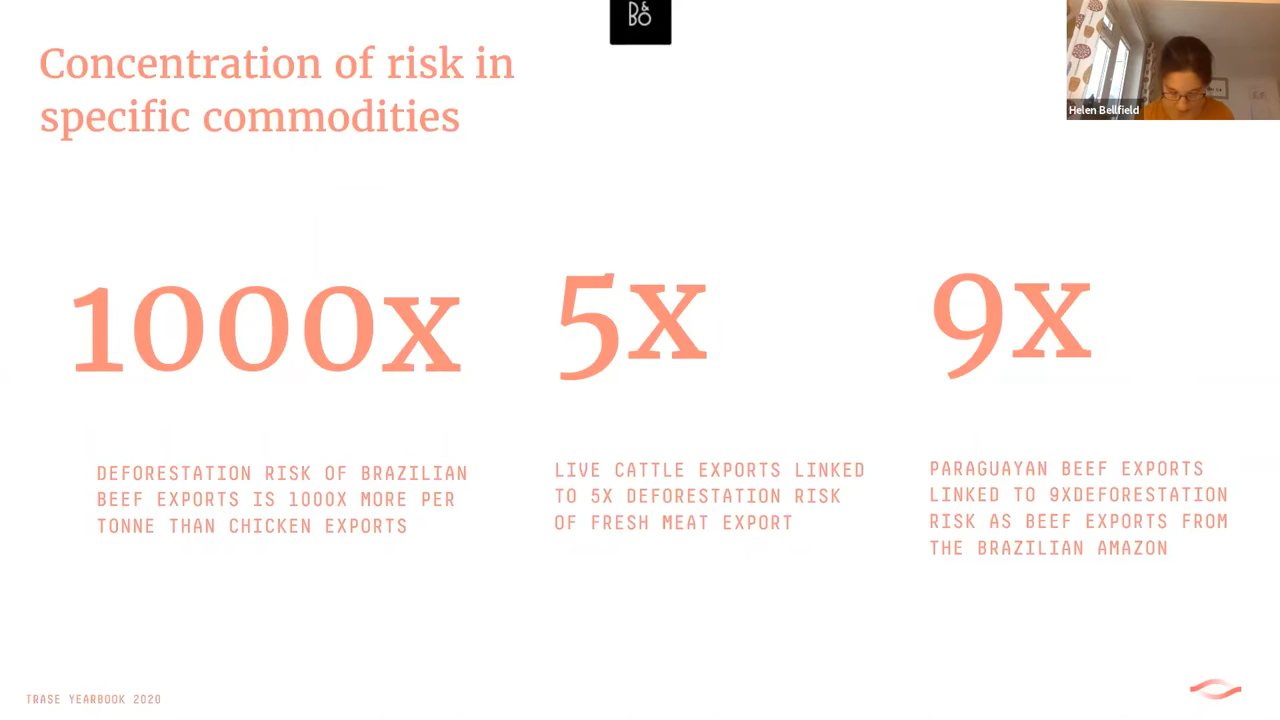 B&O
Helen Bellfield
Concentration of risk in
specific commodities
1000x
5x
9x
DEFORESTATION RISK OF BRAZILIAN
BEEF EXPORTS IS 1000X MORE PER
TONNE THAN CHICKEN EXPORTS
LIVE CATTLE EXPORTS LINKED
TO 5X DEFORESTATION RISK
OF FRESH MEAT EXPORT
PARAGUAYAN BEEF EXPORTS
LINKED TO 9XDEFORESTATION
RISK AS BEEF EXPORTS FROM
THE BRAZILIAN AMAZON
TRASE YEARBOOK 2020